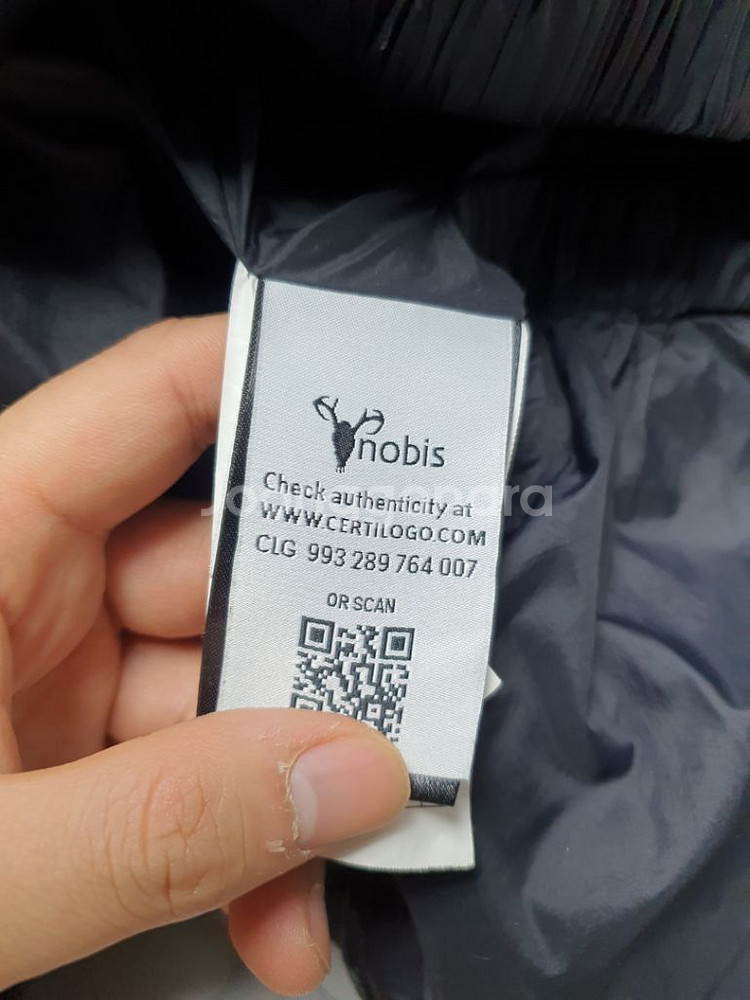 nobis
Check authenticity at
WWW.CERTILOGO.COM
CLG 993 289 764 007
OR SCAN